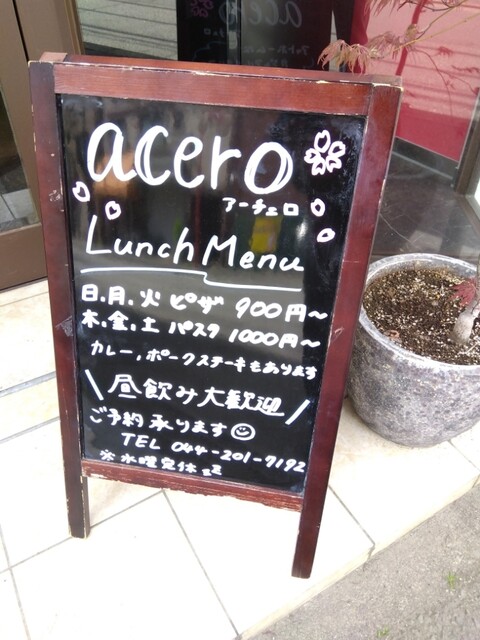 acero
アーチェロ
Lunch Menu
日.月.火 ピザ 900円～
木.金.土 パスタ 1000円～
カレー、ポークステーキもあります
\ 昼飲み大歓迎 /
ご予約承ります☺
TEL 044-201-7192
※水曜定休日